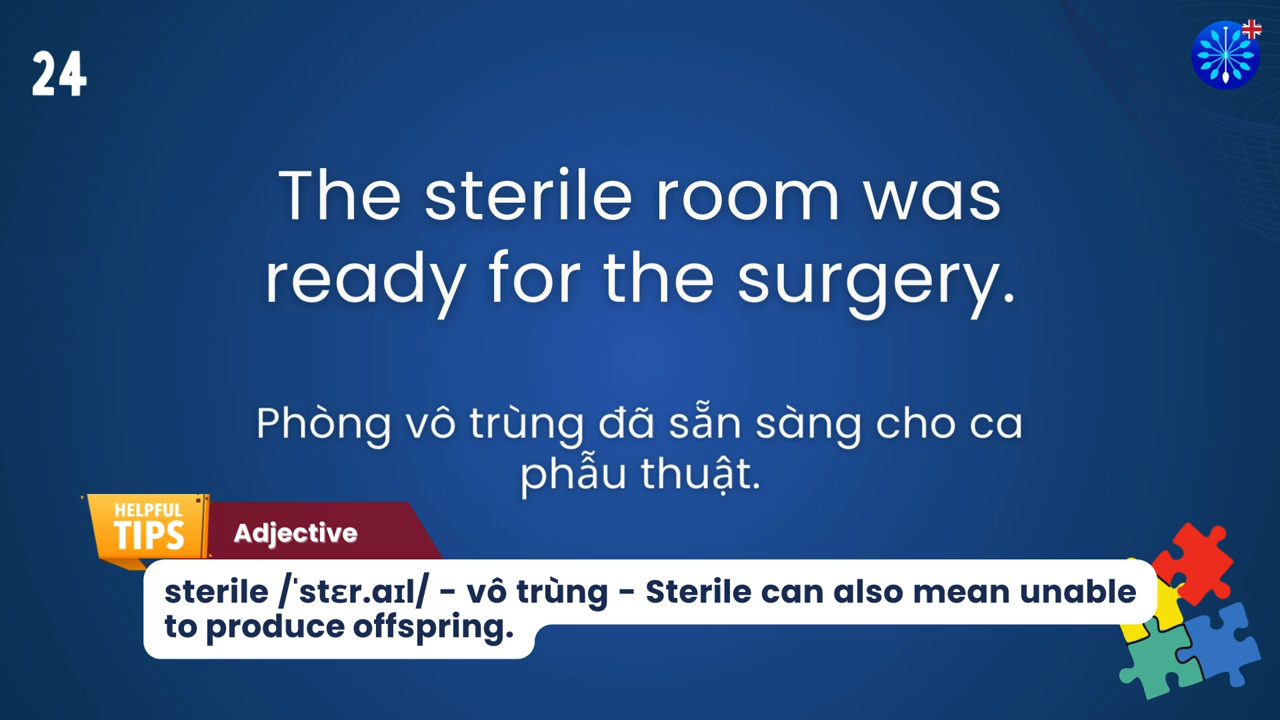 24
The sterile room was
ready for the surgery.
Phòng vô trùng đã sẵn sàng cho ca
phẫu thuật.
HELPFUL
TIPS
Adjective
sterile /ˈstɛr.aɪl/ - vô trùng - Sterile can also mean unable
to produce offspring.